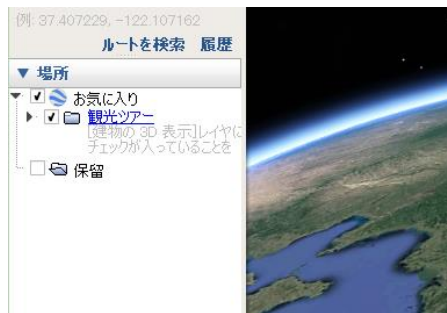 例: 37.407229, -122.107162
ルートを検索 履歴
▼ 場所
お気に入り
観光ツアー
[建物の 3D 表示]レイヤに
チェックが入っていることを
保留